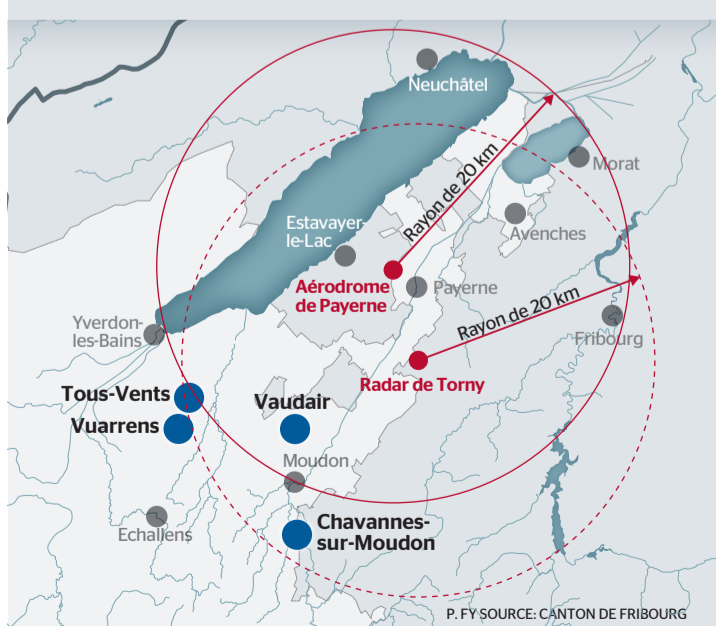 Neuchâtel
Rayon de 20 km
Morat
Estavayer-
le-Lac
Avenches
Aérodrome
de Payerne
Payerne
Rayon de 20 km
Yverdon-
les-Bains
Fribourg
Radar de Torny
Tous-Vents
Vaudair
Vuarrens
Moudon
Echallens
Chavannes-
sur-Moudon
P. FY SOURCE: CANTON DE FRIBOURG